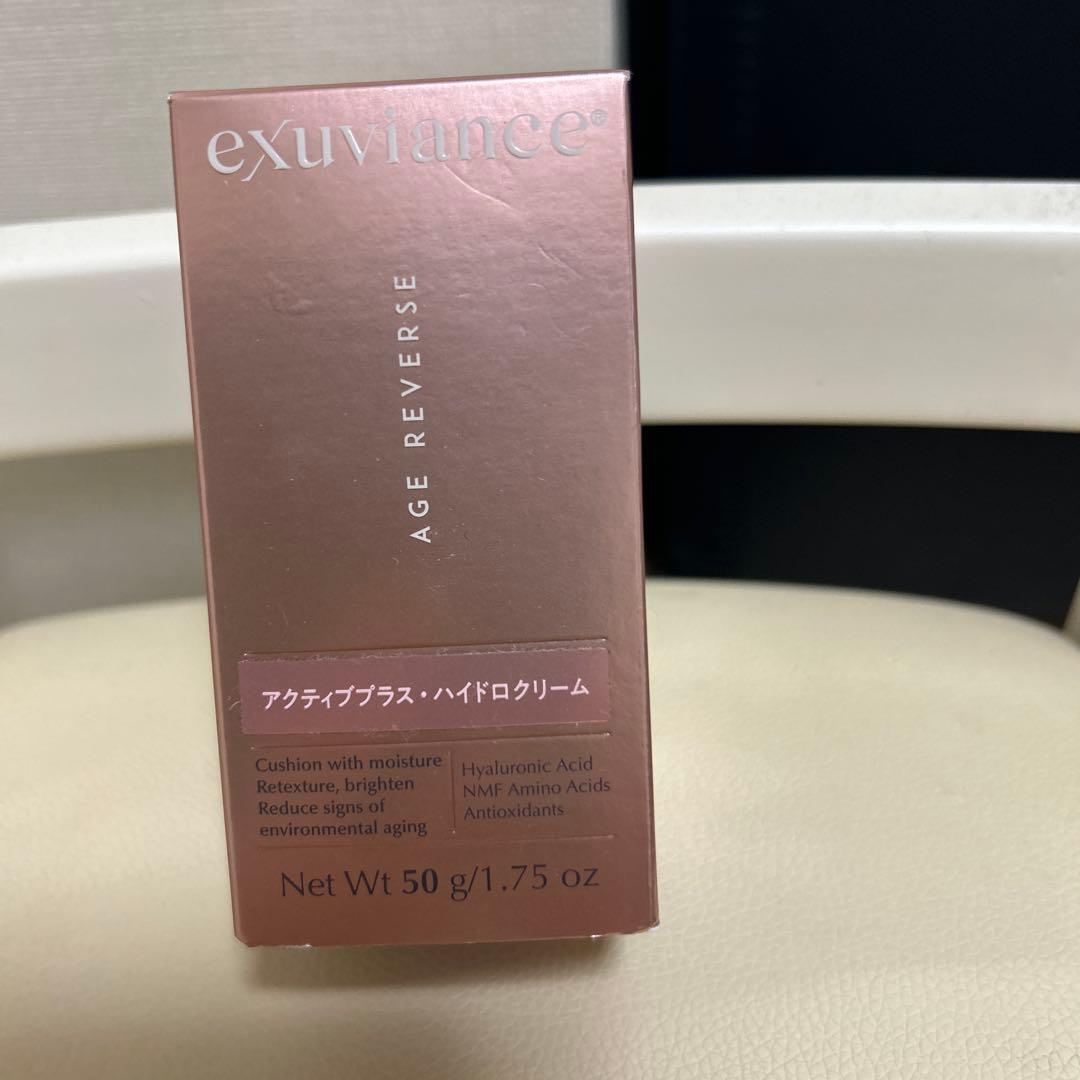 exuviance®
AGE REVERSE
アクティブプラス・ハイドロクリーム
Cushion with moisture
Retexture, brighten
Reduce signs of
environmental aging
Hyaluronic Acid
NMF Amino Acids
Antioxidants
Net Wt 50 g/1.75 oz